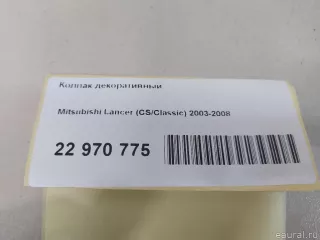 Колпак декоративный
Mitsubishi Lancer (CS/Classic) 2003-2008
22 970 775
eaural.ru